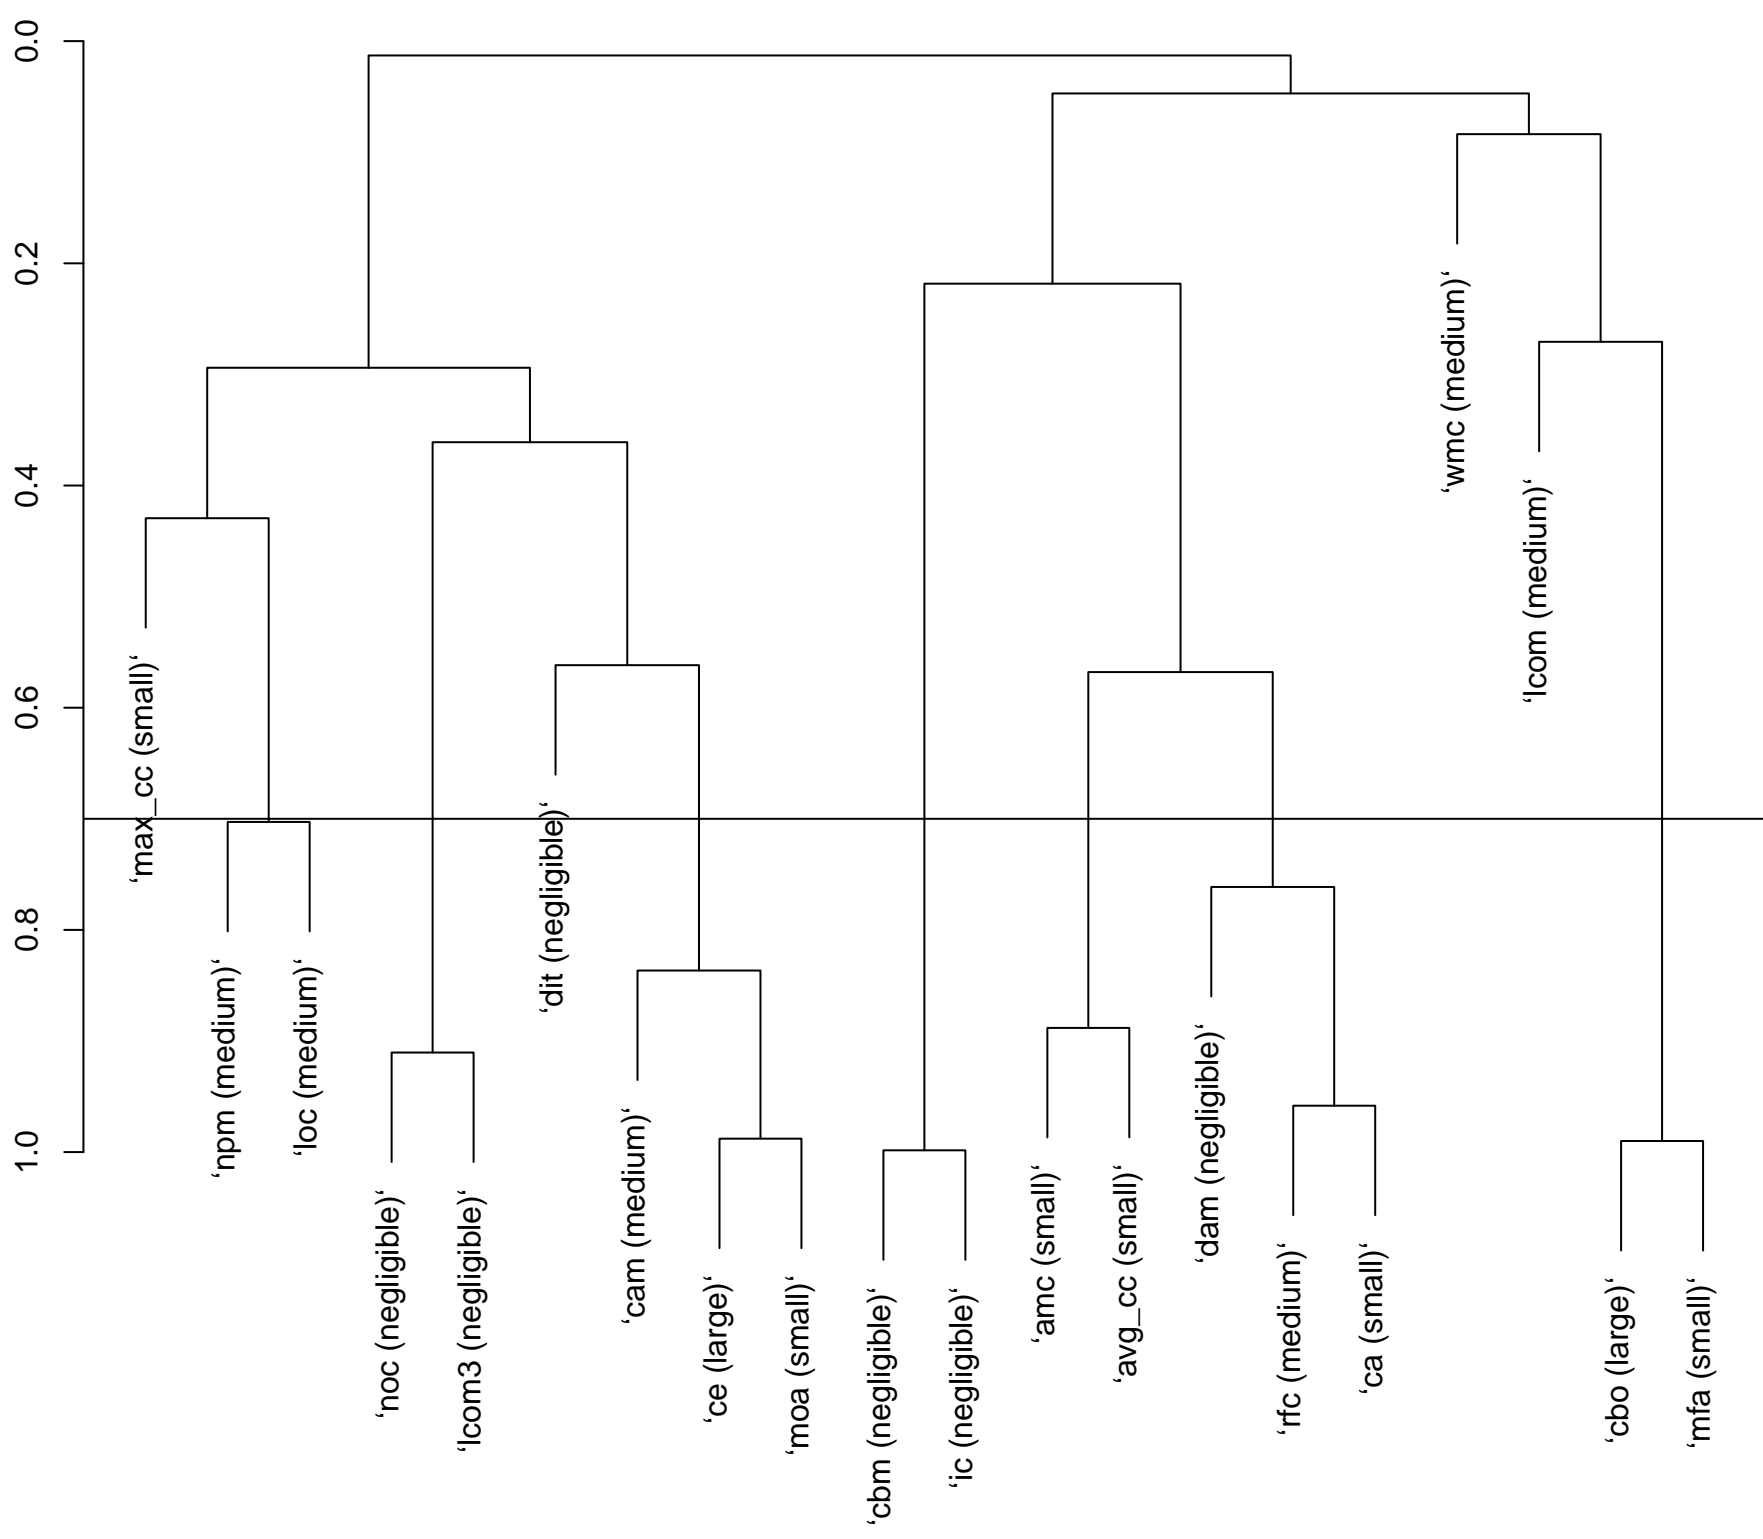 0.0
0.2
0.4
0.6
0.8
1.0
‘max_cc (small)‘
‘npm (medium)‘
‘loc (medium)‘
‘noc (negligible)‘
‘lcom3 (negligible)‘
‘dit (negligible)‘
‘cam (medium)‘
‘ce (large)‘
‘moa (small)‘
‘cbm (negligible)‘
‘ic (negligible)‘
‘amc (small)‘
‘avg_cc (small)‘
‘dam (negligible)‘
‘rfc (medium)‘
‘ca (small)‘
‘wmc (medium)‘
‘lcom (medium)‘
‘cbo (large)‘
‘mfa (small)‘